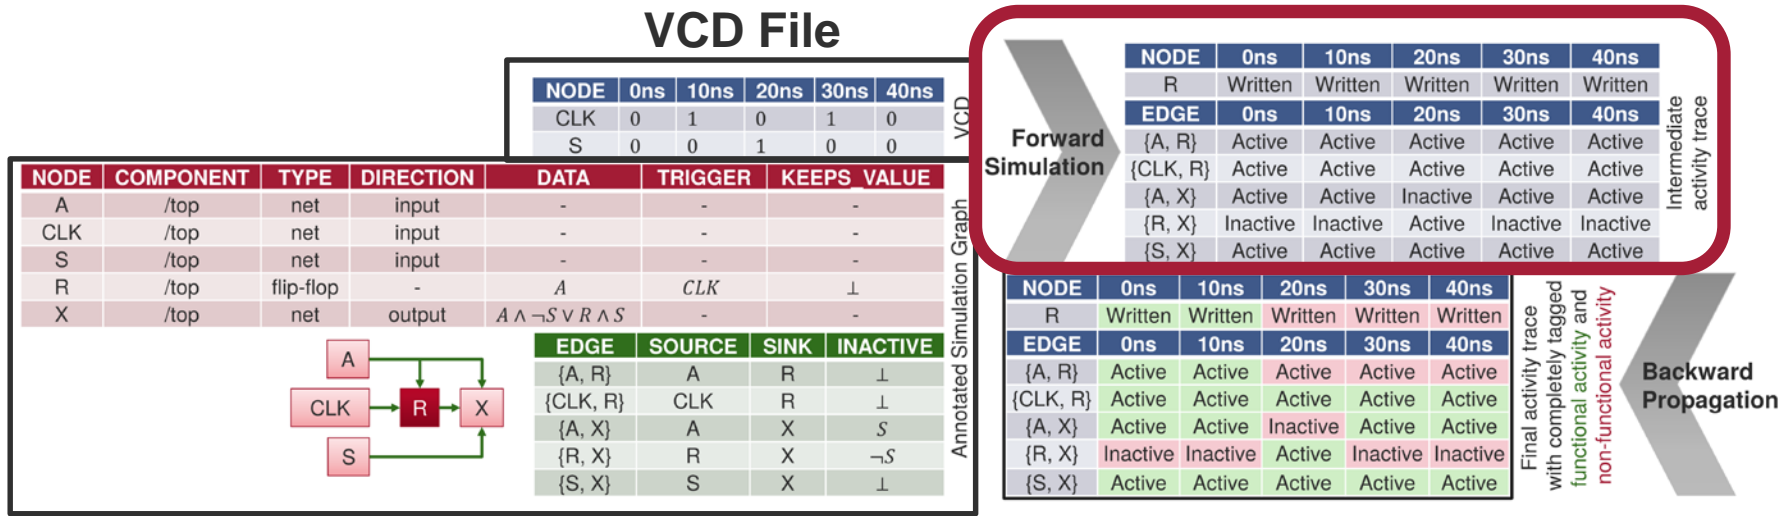 VCD File
NODE 0ns 10ns 20ns 30ns 40ns
CLK 0 1 0 1 0
S 0 0 1 0 0
VCD
NODE COMPONENT TYPE DIRECTION DATA TRIGGER KEEPS_VALUE
A /top net input - - -
CLK /top net input - - -
S /top net input - - -
R /top flip-flop - A CLK ⊥
X /top net output A ∧ ¬S ∨ R ∧ S - -
A
CLK R X
S
EDGE SOURCE SINK INACTIVE
{A, R} A R ⊥
{CLK, R} CLK R ⊥
{A, X} A X S
{R, X} R X ¬S
{S, X} S X ⊥
Annotated Simulation Graph
Forward
Simulation
NODE 0ns 10ns 20ns 30ns 40ns
R Written Written Written Written Written
EDGE 0ns 10ns 20ns 30ns 40ns
{A, R} Active Active Active Active Active
{CLK, R} Active Active Active Active Active
{A, X} Active Active Inactive Active Active
{R, X} Inactive Inactive Active Inactive Inactive
{S, X} Active Active Active Active Active
Intermediate
activity trace
NODE 0ns 10ns 20ns 30ns 40ns
R Written Written Written Written Written
EDGE 0ns 10ns 20ns 30ns 40ns
{A, R} Active Active Active Active Active
{CLK, R} Active Active Active Active Active
{A, X} Active Active Inactive Active Active
{R, X} Inactive Inactive Active Inactive Inactive
{S, X} Active Active Active Active Active
Final activity trace
with completely tagged
functional activity and
non-functional activity
Backward
Propagation